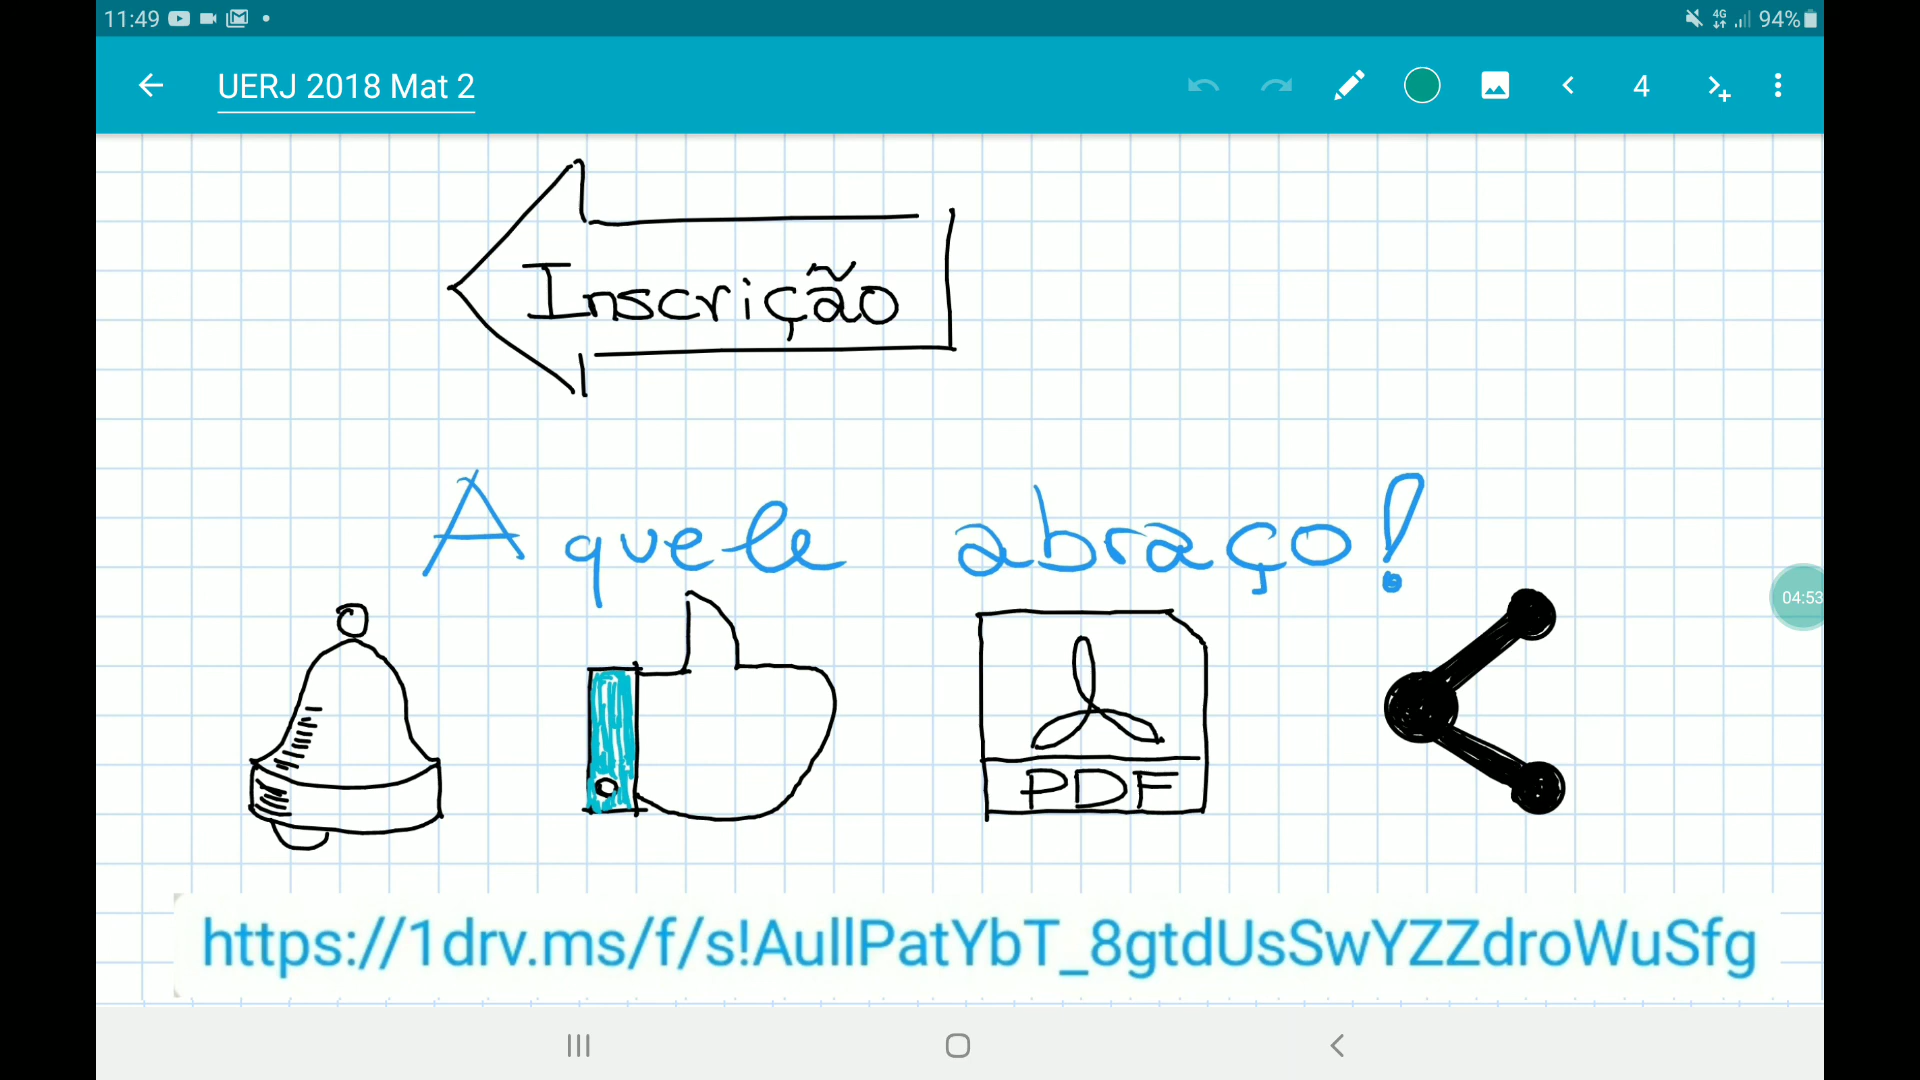 11:49
94%
UERJ 2018 Mat 2
4
Inscrição
Aquele abraço!
04:53
PDF
https://1drv.ms/f/s!AullPatYbT_8gtdUsSwYZZdroWuSfg